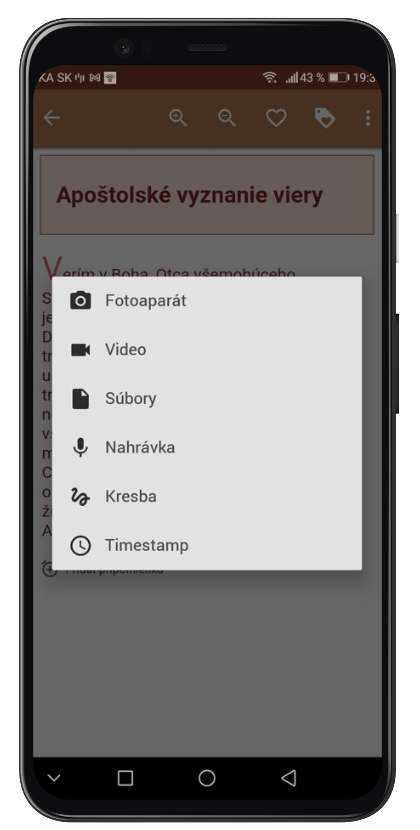 KA SK 43 % 19:3
Apoštolské vyznanie viery
Verím v Boha, Otca všemohúceho
Fotoaparát
Video
Súbory
Nahrávka
Kresba
Timestamp
Pridať pripomienku